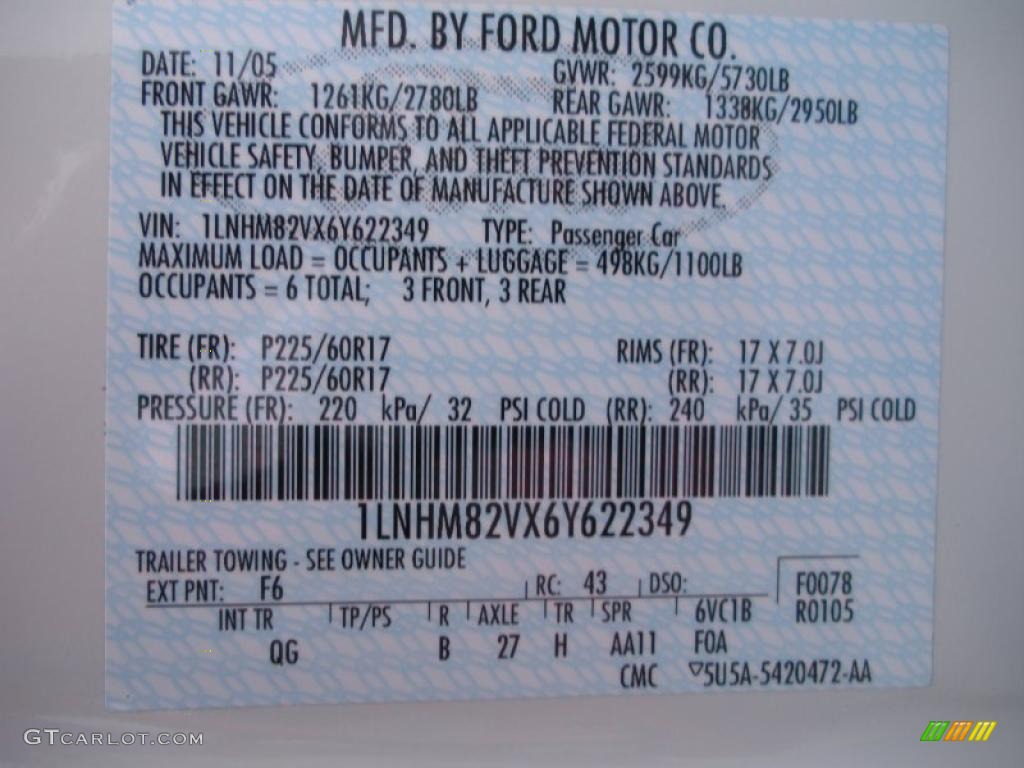 MFD. BY FORD MOTOR CO.
DATE: 11/05 GVWR: 2599KG/5730LB
FRONT GAWR: 1261KG/2780LB REAR GAWR: 1338KG/2950LB
THIS VEHICLE CONFORMS TO ALL APPLICABLE FEDERAL MOTOR
VEHICLE SAFETY, BUMPER, AND THEFT PREVENTION STANDARDS
IN EFFECT ON THE DATE OF MANUFACTURE SHOWN ABOVE.
VIN: 1LNHM82VX6Y622349 TYPE: Passenger Car
MAXIMUM LOAD = OCCUPANTS + LUGGAGE = 498KG/1100LB
OCCUPANTS = 6 TOTAL; 3 FRONT, 3 REAR
TIRE (FR): P225/60R17 RIMS (FR): 17 X 7.0J
(RR): P225/60R17 (RR): 17 X 7.0J
PRESSURE (FR): 220 kPa/ 32 PSI COLD (RR): 240 kPa/ 35 PSI COLD
1LNHM82VX6Y622349
TRAILER TOWING - SEE OWNER GUIDE
EXT PNT: F6 RC: 43 DSO: F0078
INT TR TP/PS R AXLE TR SPR 6VC1B R0105
QG B 27 H AA11 F0A
CMC ▽5U5A-5420472-AA
GTCARLOT.COM